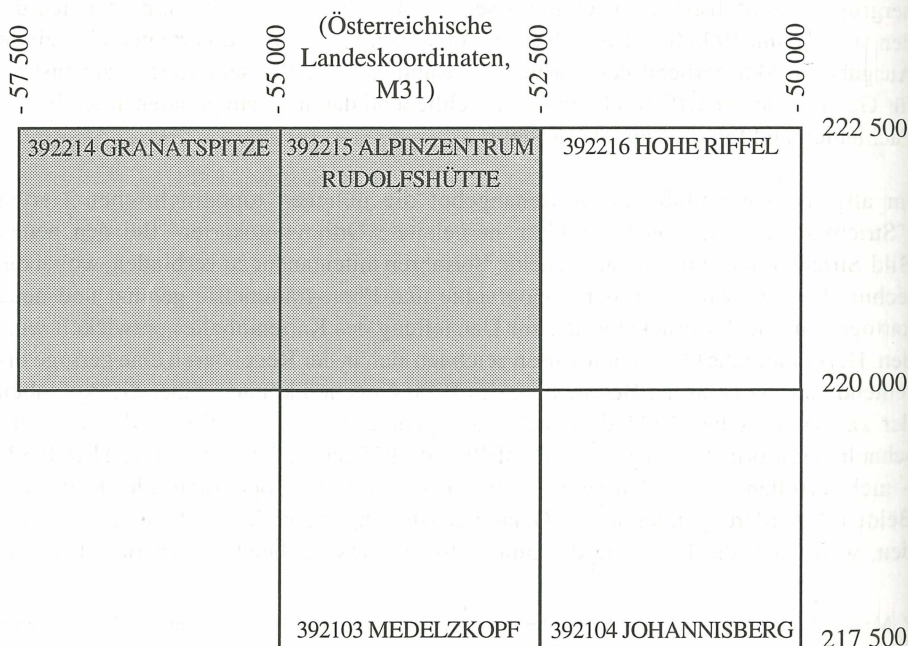 - 57 500
- 55 000
(Österreichische
Landeskoordinaten,
M31)
- 52 500
- 50 000
222 500
392214 GRANATSPITZE
392215 ALPINZENTRUM
RUDOLFSHÜTTE
392216 HOHE RIFFEL
220 000
392103 MEDELZKOPF
392104 JOHANNISBERG
217 500